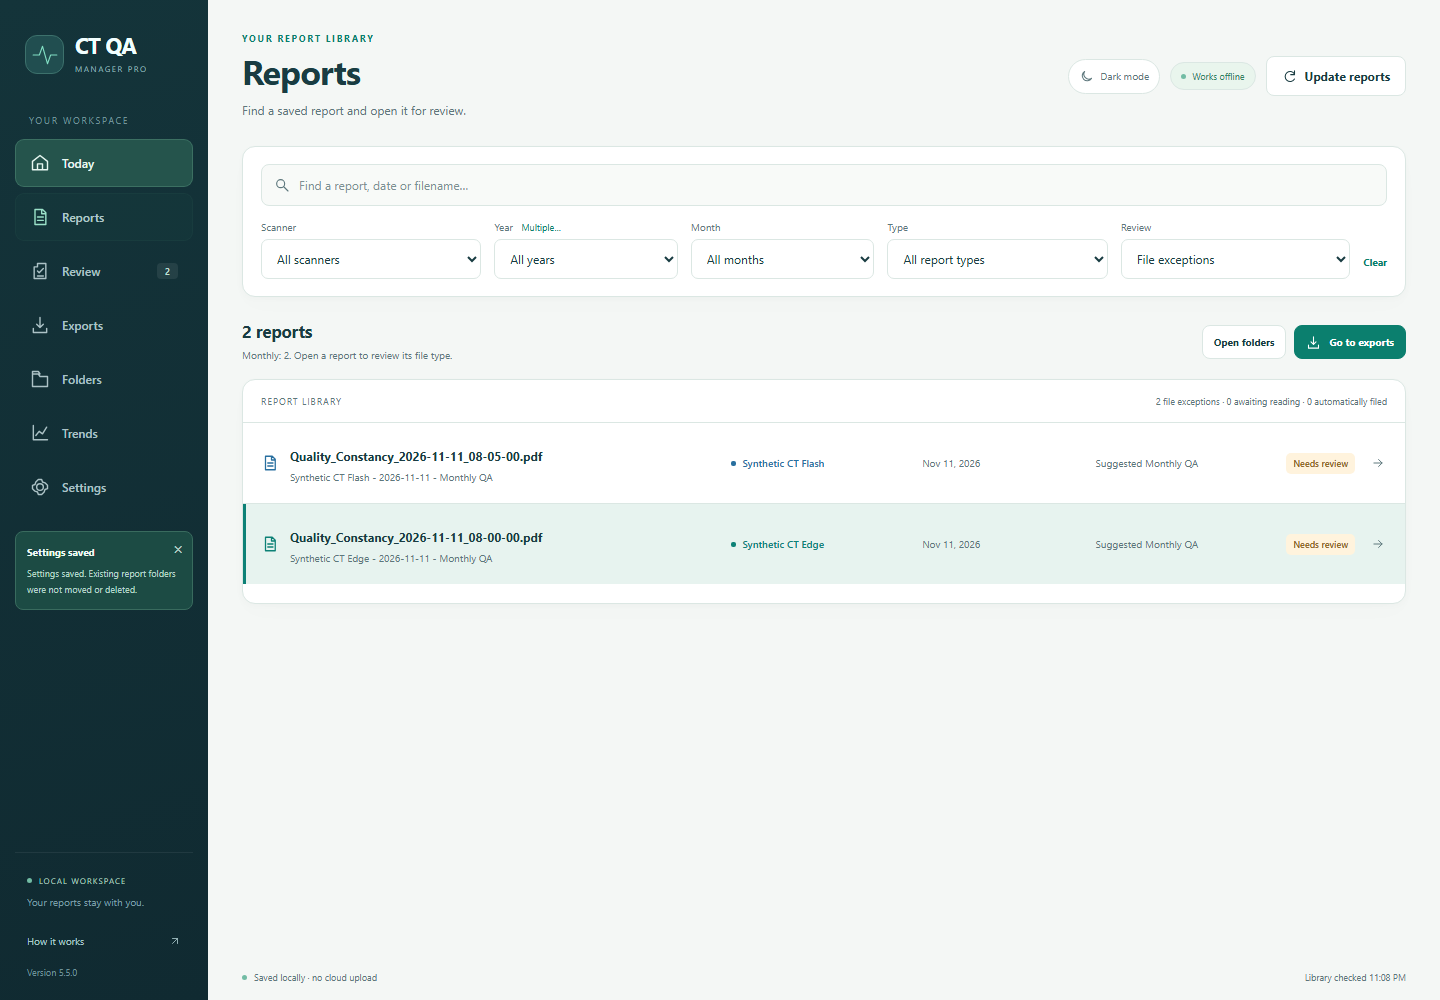 CT QA
MANAGER PRO
YOUR WORKSPACE
Today
Reports
Review 2
Exports
Folders
Trends
Settings
Settings saved
Settings saved. Existing report folders
were not moved or deleted.
LOCAL WORKSPACE
Your reports stay with you.
How it works
Version 5.5.0
YOUR REPORT LIBRARY
Reports
Find a saved report and open it for review.
Dark mode
Works offline
Update reports
Find a report, date or filename...
Scanner Year Multiple... Month Type Review
All scanners All years All months All report types File exceptions Clear
2 reports
Monthly: 2. Open a report to review its file type.
Open folders
Go to exports
REPORT LIBRARY 2 file exceptions · 0 awaiting reading · 0 automatically filed
Quality_Constancy_2026-11-11_08-05-00.pdf
Synthetic CT Flash - 2026-11-11 - Monthly QA
Synthetic CT Flash Nov 11, 2026 Suggested Monthly QA Needs review
Quality_Constancy_2026-11-11_08-00-00.pdf
Synthetic CT Edge - 2026-11-11 - Monthly QA
Synthetic CT Edge Nov 11, 2026 Suggested Monthly QA Needs review
Saved locally · no cloud upload
Library checked 11:08 PM